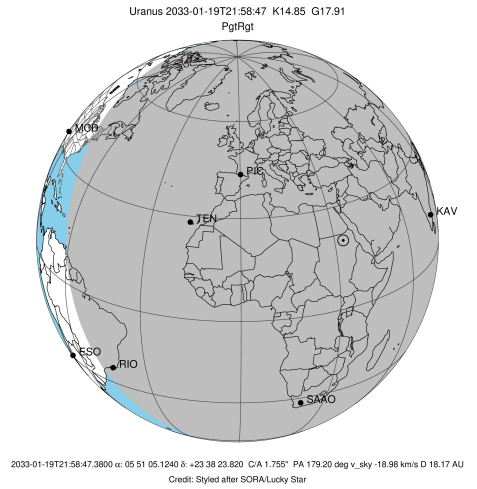 Uranus 2033-01-19T21:58:47 K14.85 G17.91
PgtRgt
MCD
PIC
KAV
TEN
ESO
RIO
SAAO
2033-01-19T21:58:47.3800 α: 05 51 05.1240 δ: +23 38 23.820 C/A 1.755" PA 179.20 deg v_sky -18.98 km/s D 18.17 AU
Credit: Styled after SORA/Lucky Star